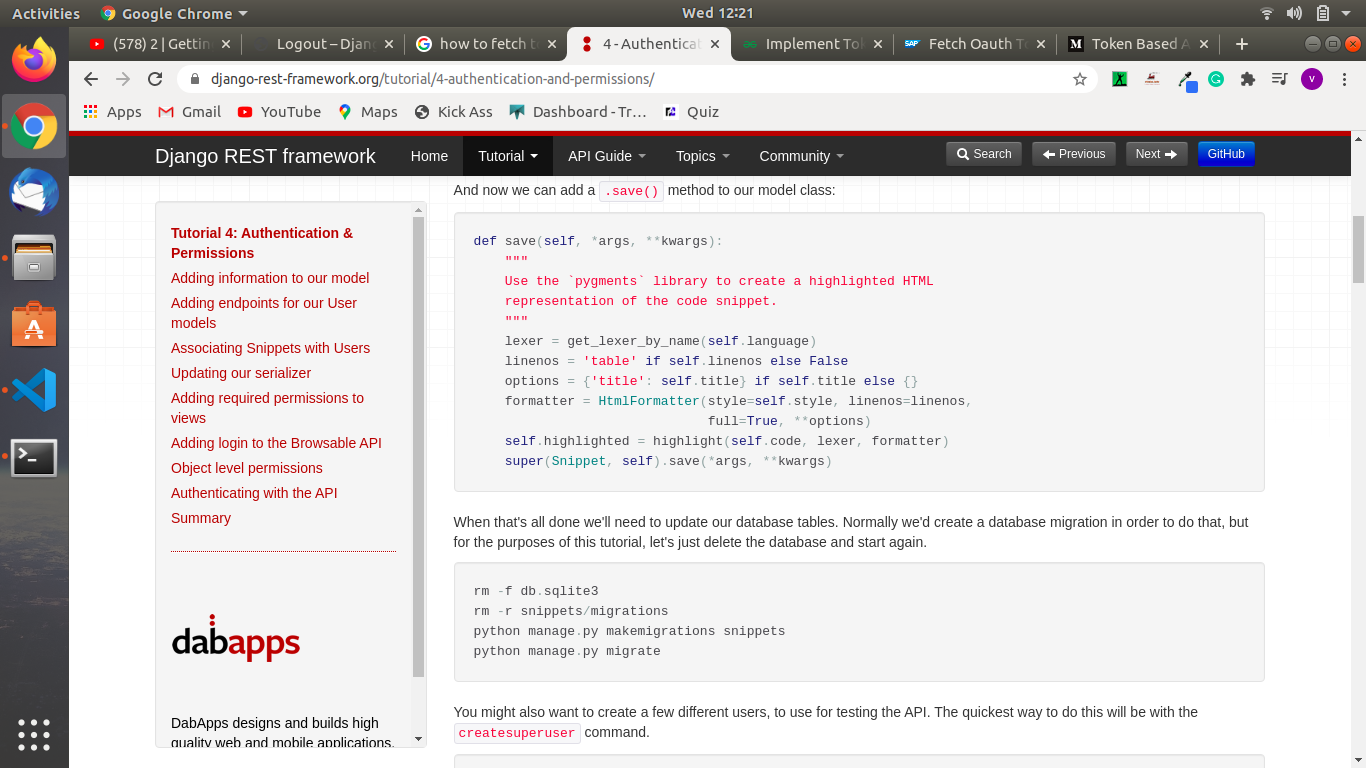 Activities
Google Chrome
Wed 12:21
(578) 2 | Gettin
Logout – Djan
how to fetch t
4 - Authenticat
Implement To
Fetch Oauth T
Token Based A
django-rest-framework.org/tutorial/4-authentication-and-permissions/
V
Apps
Gmail
YouTube
Maps
Kick Ass
Dashboard - Tr…
Quiz
Django REST framework
Home
Tutorial
API Guide
Topics
Community
Search
Previous
Next
GitHub
Tutorial 4: Authentication &
Permissions
Adding information to our model
Adding endpoints for our User
models
Associating Snippets with Users
Updating our serializer
Adding required permissions to
views
Adding login to the Browsable API
Object level permissions
Authenticating with the API
Summary
dabapps
DabApps designs and builds high
quality web and mobile applications,
And now we can add a .save() method to our model class:
def save(self, *args, **kwargs):
"""
Use the `pygments` library to create a highlighted HTML
representation of the code snippet.
"""
lexer = get_lexer_by_name(self.language)
linenos = 'table' if self.linenos else False
options = {'title': self.title} if self.title else {}
formatter = HtmlFormatter(style=self.style, linenos=linenos,
full=True, **options)
self.highlighted = highlight(self.code, lexer, formatter)
super(Snippet, self).save(*args, **kwargs)
When that's all done we'll need to update our database tables. Normally we'd create a database migration in order to do that, but
for the purposes of this tutorial, let's just delete the database and start again.
rm -f db.sqlite3
rm -r snippets/migrations
python manage.py makemigrations snippets
python manage.py migrate
You might also want to create a few different users, to use for testing the API. The quickest way to do this will be with the
createsuperuser command.